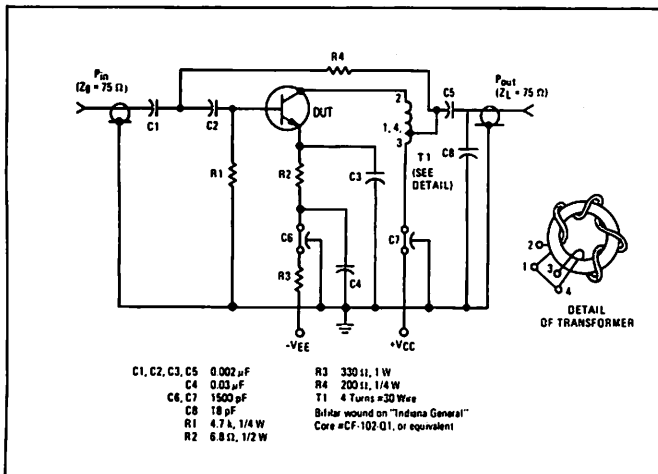 R4
Pin
(Zg = 75 Ω)
Pout
(ZL = 75 Ω)
C5
C1
C2
DUT
2
1, 4,
3
T1
(SEE
DETAIL)
C8
R1
R2
C3
C6
C7
R3
C4
-VEE
+VCC
2
1
3
4
DETAIL
OF TRANSFORMER
C1, C2, C3, C5 0.002 µF
C4 0.03 µF
C6, C7 1500 pF
C8 18 pF
R1 4.7 k, 1/4 W
R2 6.8 Ω, 1/2 W
R3 330 Ω, 1 W
R4 200 Ω, 1/4 W
T1 4 Turns #30 Wire
Bifilar wound on "Indiana General"
Core #CF-102-Q1, or equivalent